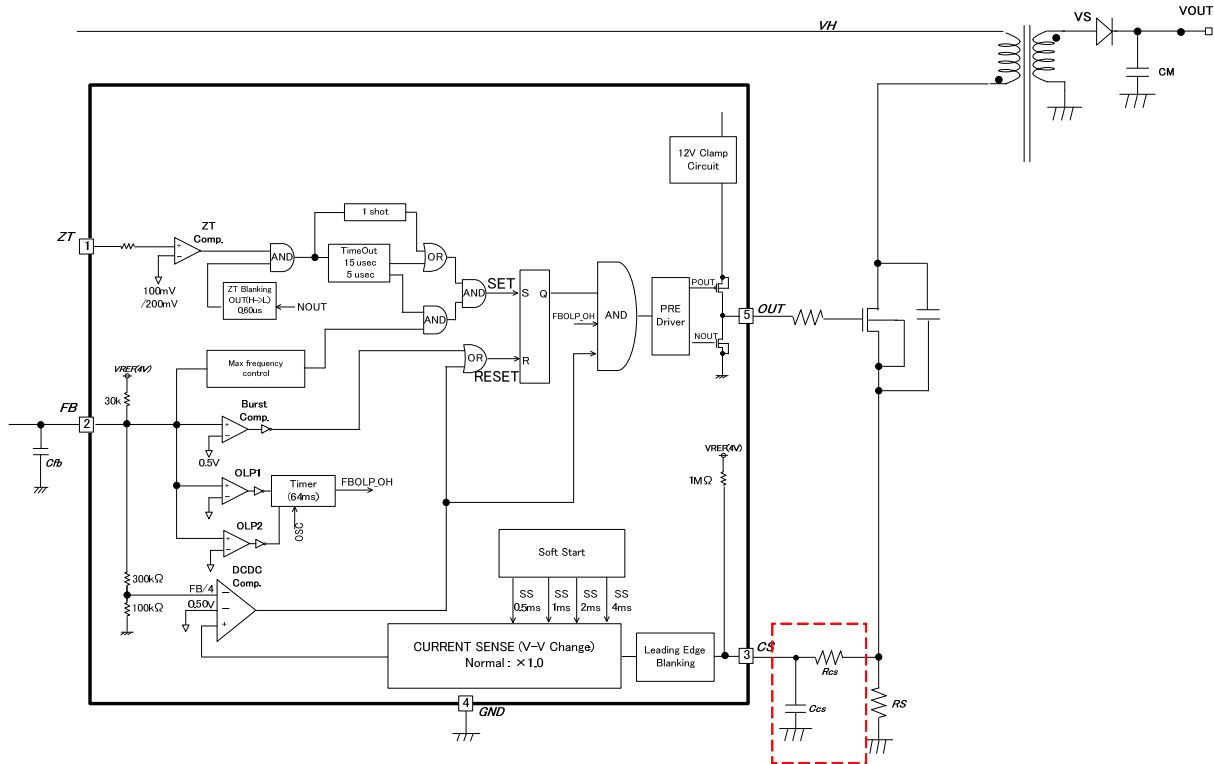 VH
VS
VOUT
CM
12V Clamp
Circuit
1 shot
ZT
1
ZT
Comp.
AND
TimeOut
15 usec
5 usec
OR
100mV
/200mV
ZT Blanking
OUT(H->L)
0.60us
NOUT
AND
AND
SET
S
Q
FBOLP_OH
AND
PRE
Driver
POUT
NOUT
5
OUT
Max frequency
control
OR
R
RESET
VREF(4V)
30k
FB
2
Cfb
Burst
Comp.
0.5V
OLP1
Timer
(64ms)
FBOLP_OH
OSC
OLP2
VREF(4V)
1MΩ
Soft Start
SS
0.5ms
SS
1ms
SS
2ms
SS
4ms
300kΩ
100kΩ
DCDC
Comp.
FB/4
0.50V
−
−
+
CURRENT SENSE (V-V Change)
Normal : ×1.0
Leading Edge
Blanking
3
CS
Rcs
Ccs
RS
4
GND